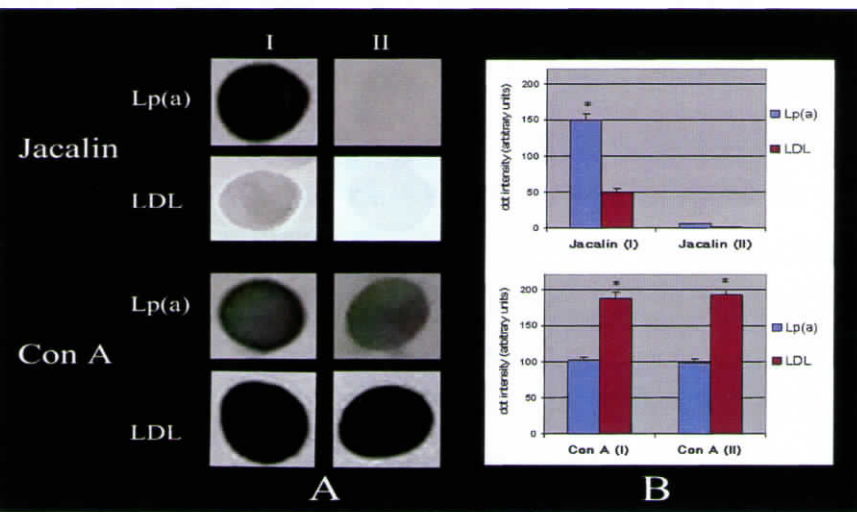 I II
Lp(a)
Jacalin
LDL
Lp(a)
Con A
LDL
A
dot intensity (arbitrary units)
200
150
100
50
0
*
Jacalin (I) Jacalin (II)
Lp(a)
LDL
dot intensity (arbitrary units)
200
150
100
50
0
* *
Con A (I) Con A (II)
Lp(a)
LDL
B